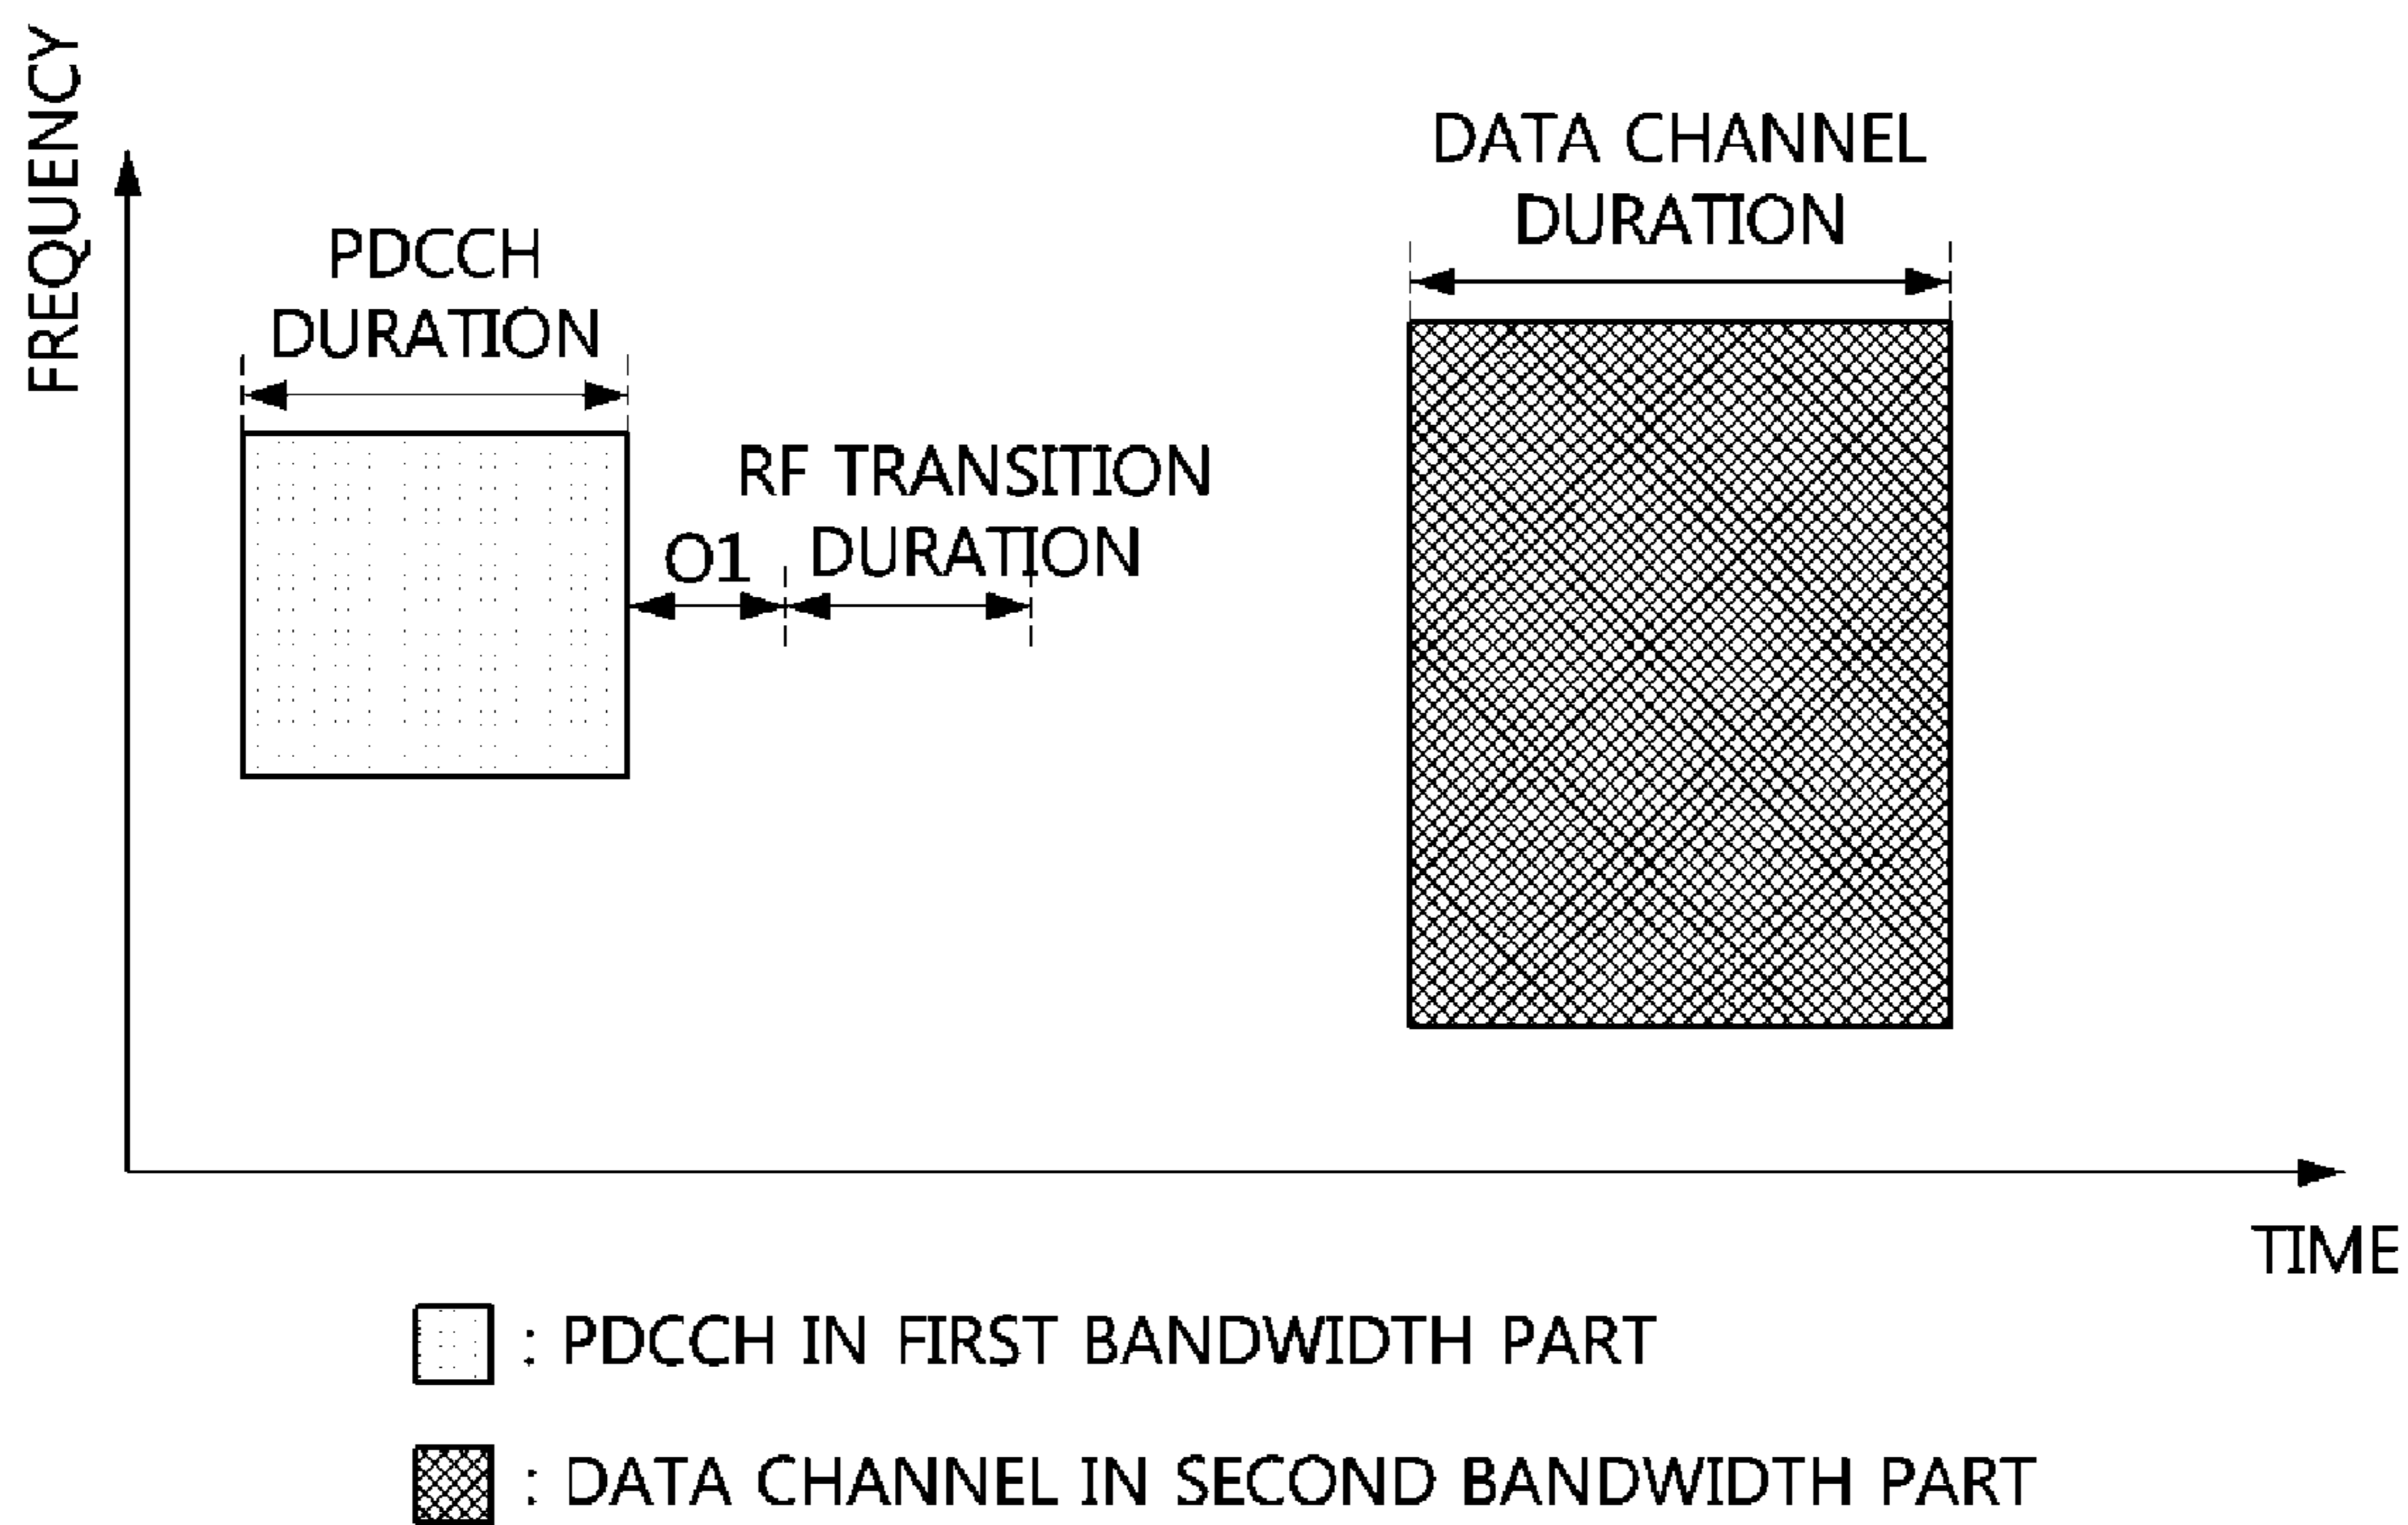 FREQUENCY
DATA CHANNEL
DURATION
PDCCH
DURATION
RF TRANSITION
DURATION
O1
TIME
: PDCCH IN FIRST BANDWIDTH PART
: DATA CHANNEL IN SECOND BANDWIDTH PART